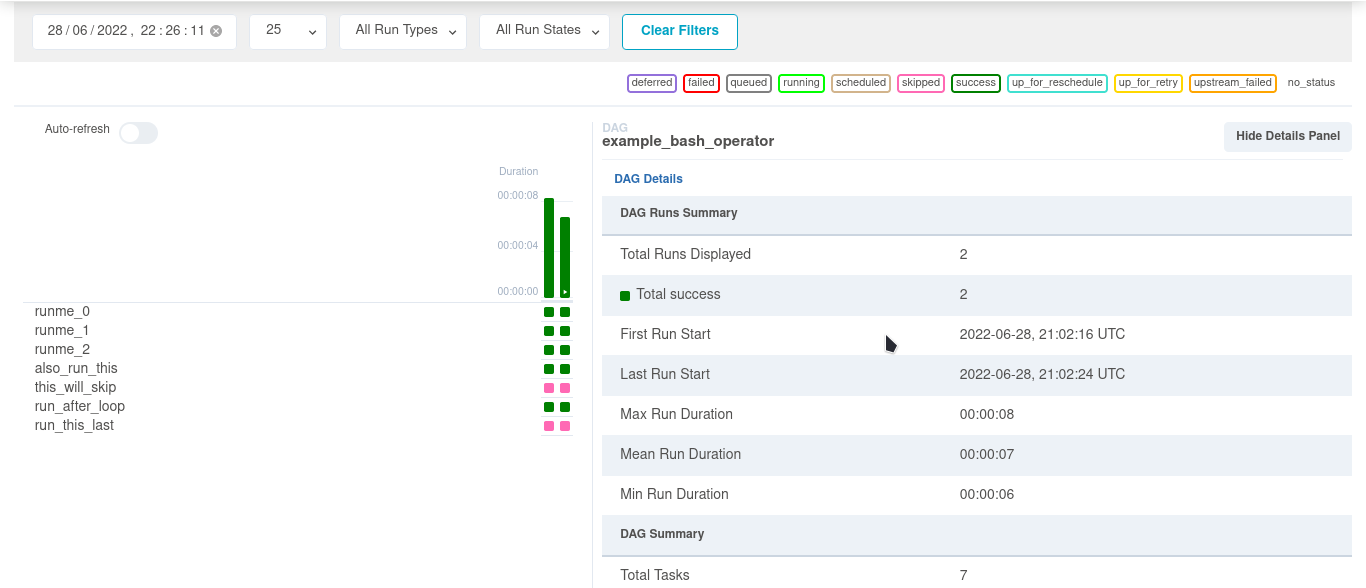 28 / 06 / 2022 , 22 : 26 : 11 25 All Run Types All Run States Clear Filters
deferred failed queued running scheduled skipped success up_for_reschedule up_for_retry upstream_failed no_status
Auto-refresh
DAG
example_bash_operator
Hide Details Panel
DAG Details
Duration
00:00:08
00:00:04
00:00:00
runme_0
runme_1
runme_2
also_run_this
this_will_skip
run_after_loop
run_this_last
DAG Runs Summary
Total Runs Displayed 2
Total success 2
First Run Start 2022-06-28, 21:02:16 UTC
Last Run Start 2022-06-28, 21:02:24 UTC
Max Run Duration 00:00:08
Mean Run Duration 00:00:07
Min Run Duration 00:00:06
DAG Summary
Total Tasks 7